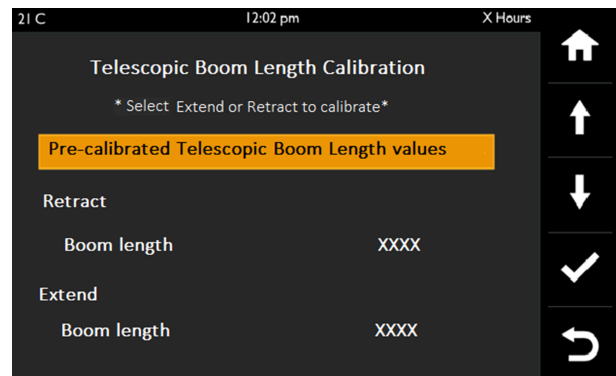 21 C 12:02 pm X Hours
Telescopic Boom Length Calibration
* Select Extend or Retract to calibrate*
Pre-calibrated Telescopic Boom Length values
Retract
Boom length XXXX
Extend
Boom length XXXX